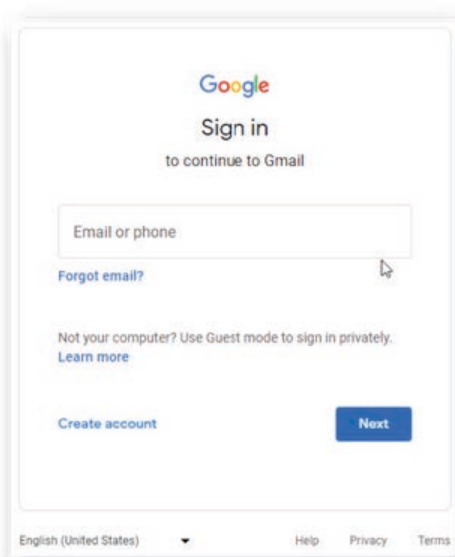 Google
Sign in
to continue to Gmail
Email or phone
Forgot email?
Not your computer? Use Guest mode to sign in privately.
Learn more
Create account
Next
English (United States)
Help Privacy Terms